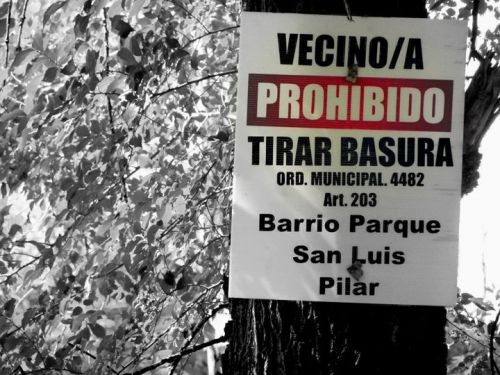 VECINO/A
PROHIBIDO
TIRAR BASURA
ORD. MUNICIPAL. 4482
Art. 203
Barrio Parque
San Luis
Pilar